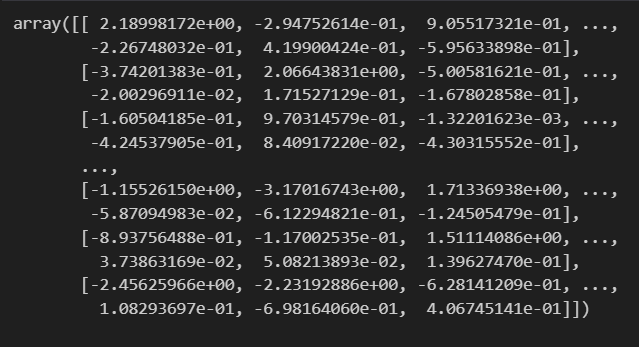 array([[ 2.18998172e+00, -2.94752614e-01,  9.05517321e-01, ...,
        -2.26748032e-01,  4.19900424e-01, -5.95633898e-01],
       [-3.74201383e-01,  2.06643831e+00, -5.00581621e-01, ...,
        -2.00296911e-02,  1.71527129e-01, -1.67802858e-01],
       [-1.60504185e-01,  9.70314579e-01, -1.32201623e-03, ...,
        -4.24537905e-01,  8.40917220e-02, -4.30315552e-01],
       ...,
       [-1.15526150e+00, -3.17016743e+00,  1.71336938e+00, ...,
        -5.87094983e-02, -6.12294821e-01, -1.24505479e-01],
       [-8.93756488e-01, -1.17002535e-01,  1.51114086e+00, ...,
         3.73863169e-02,  5.08213893e-02,  1.39627470e-01],
       [-2.45625966e+00, -2.23192886e+00, -6.28141209e-01, ...,
         1.08293697e-01, -6.98164060e-01,  4.06745141e-01]])